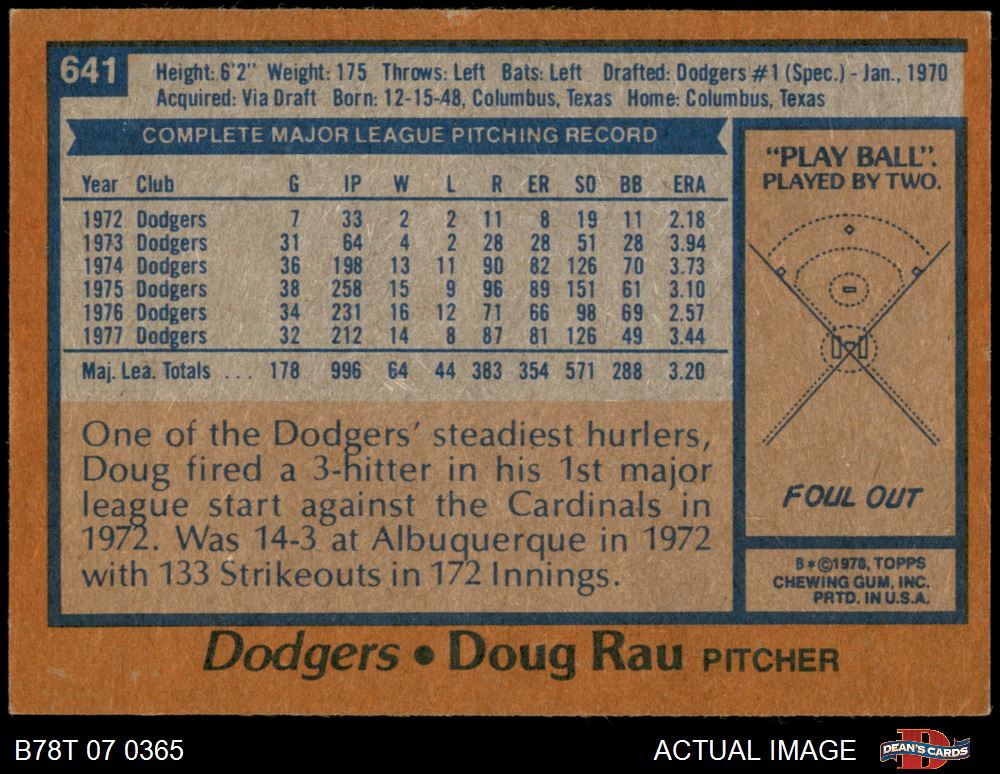 641
Height: 6'2" Weight: 175 Throws: Left Bats: Left Drafted: Dodgers #1 (Spec.) - Jan., 1970
Acquired: Via Draft Born: 12-15-48, Columbus, Texas Home: Columbus, Texas
COMPLETE MAJOR LEAGUE PITCHING RECORD
Year Club G IP W L R ER SO BB ERA
1972 Dodgers 7 33 2 2 11 8 19 11 2.18
1973 Dodgers 31 64 4 2 28 28 51 28 3.94
1974 Dodgers 36 198 13 11 90 82 126 70 3.73
1975 Dodgers 38 258 15 9 96 89 151 61 3.10
1976 Dodgers 34 231 16 12 71 66 98 69 2.57
1977 Dodgers 32 212 14 8 87 81 126 49 3.44
Maj. Lea. Totals ... 178 996 64 44 383 354 571 288 3.20
One of the Dodgers' steadiest hurlers,
Doug fired a 3-hitter in his 1st major
league start against the Cardinals in
1972. Was 14-3 at Albuquerque in 1972
with 133 Strikeouts in 172 Innings.
"PLAY BALL".
PLAYED BY TWO.
FOUL OUT
B*©1978, TOPPS
CHEWING GUM, INC.
PRTD. IN U.S.A.
Dodgers • Doug Rau PITCHER
B78T 07 0365
ACTUAL IMAGE
DEAN'S CARDS